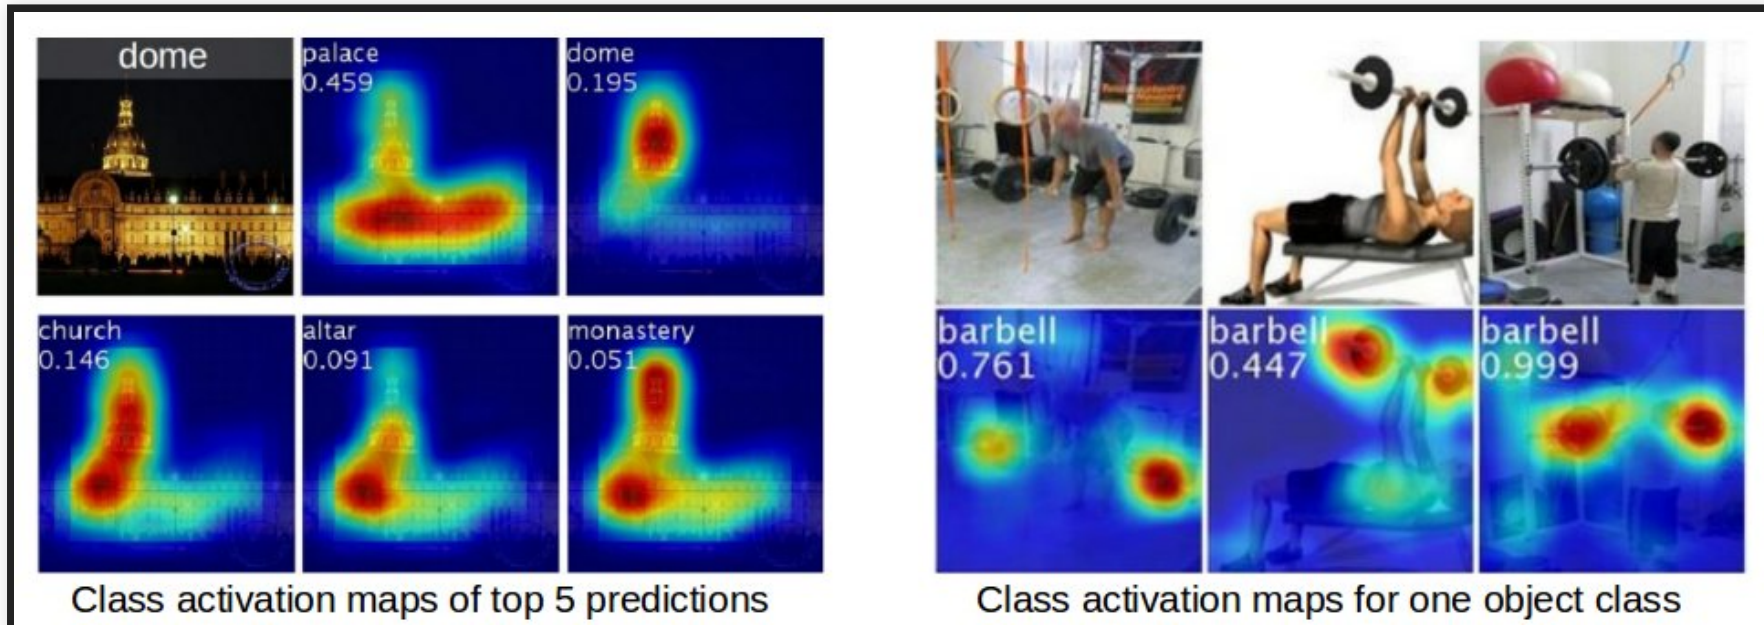 dome
palace
0.459
dome
0.195
church
0.146
altar
0.091
monastery
0.051
Class activation maps of top 5 predictions
barbell
0.761
barbell
0.447
barbell
0.999
Class activation maps for one object class